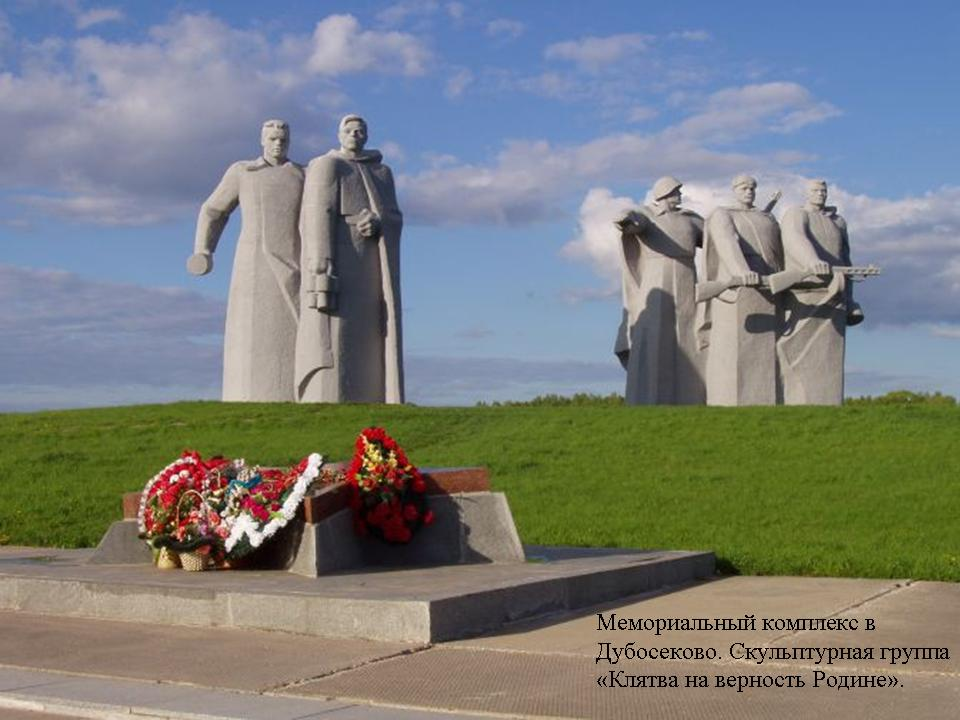 Мемориальный комплекс в
Дубосеково. Скульптурная группа
«Клятва на верность Родине».